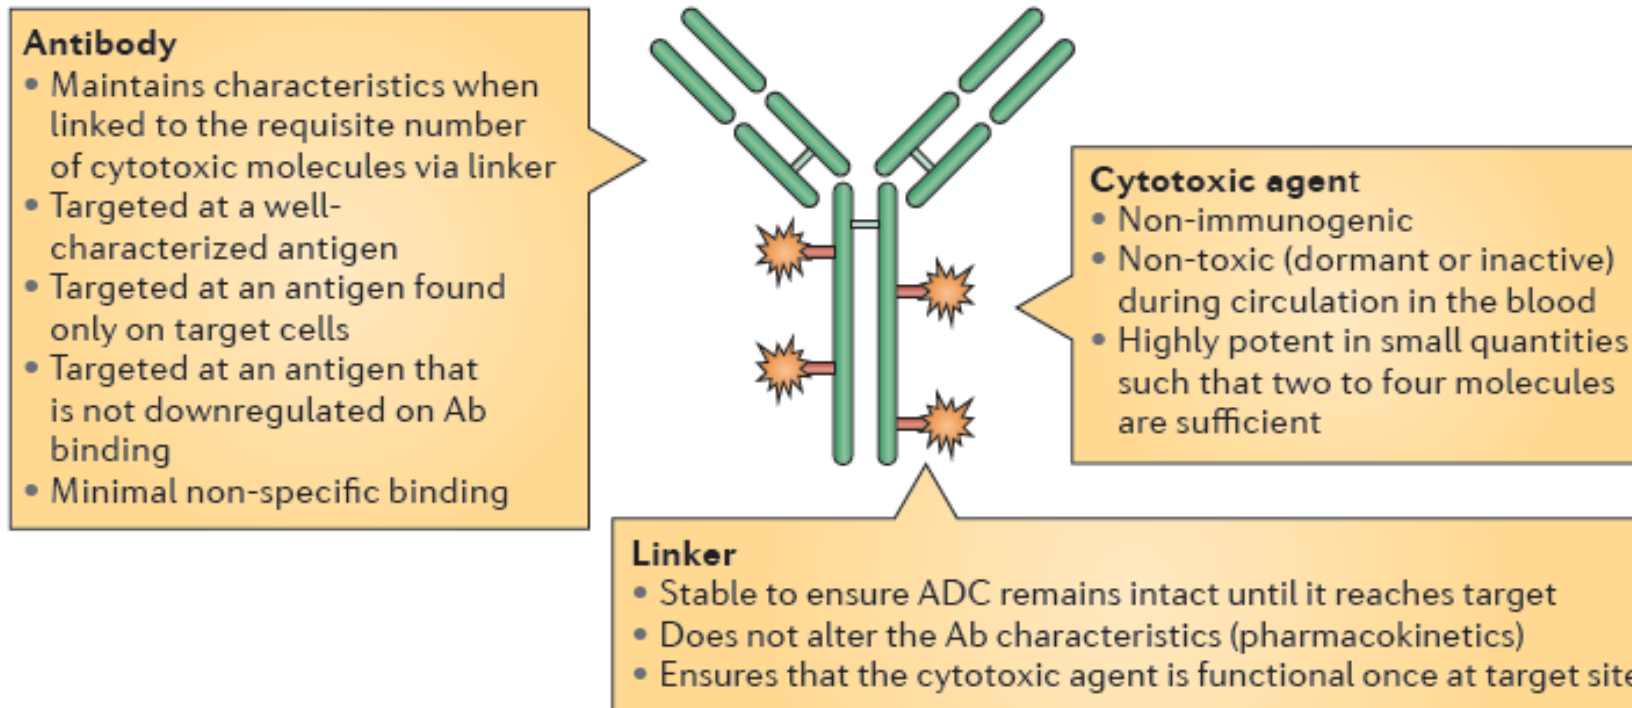 Antibody
• Maintains characteristics when
linked to the requisite number
of cytotoxic molecules via linker
• Targeted at a well-
characterized antigen
• Targeted at an antigen found
only on target cells
• Targeted at an antigen that
is not downregulated on Ab
binding
• Minimal non-specific binding
Cytotoxic agent
• Non-immunogenic
• Non-toxic (dormant or inactive)
during circulation in the blood
• Highly potent in small quantities
such that two to four molecules
are sufficient
Linker
• Stable to ensure ADC remains intact until it reaches target
• Does not alter the Ab characteristics (pharmacokinetics)
• Ensures that the cytotoxic agent is functional once at target site